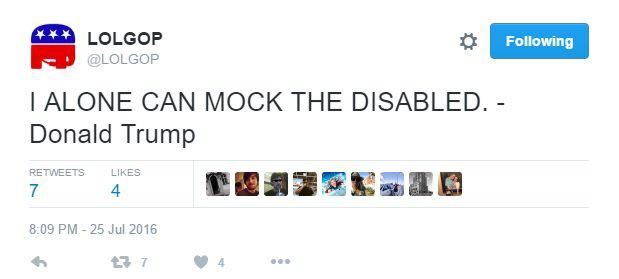 LOLGOP
@LOLGOP
Following
I ALONE CAN MOCK THE DISABLED. -
Donald Trump
RETWEETS LIKES
7 4
8:09 PM - 25 Jul 2016
7 4